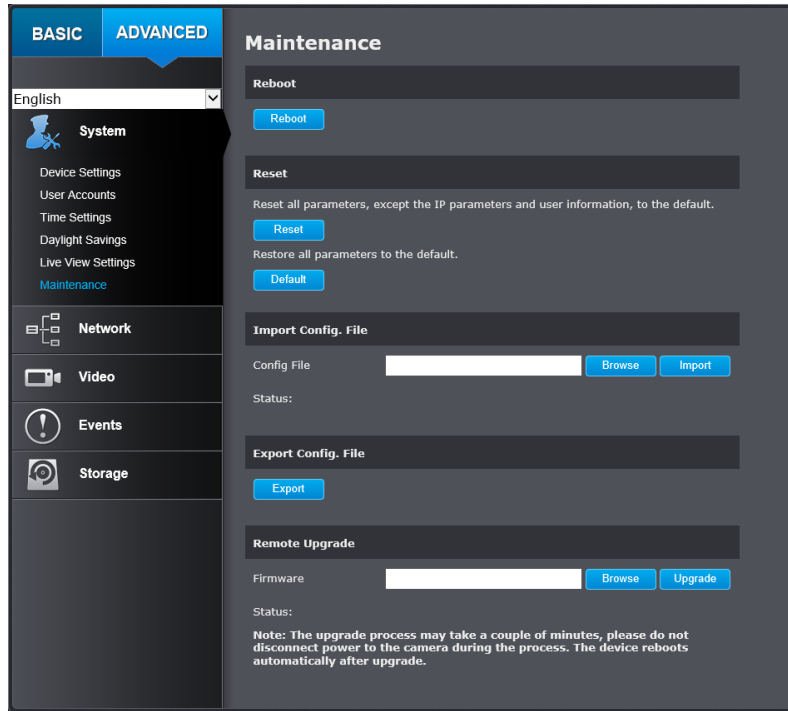 BASIC
ADVANCED
English
System
Device Settings
User Accounts
Time Settings
Daylight Savings
Live View Settings
Maintenance
Network
Video
Events
Storage
Maintenance
Reboot
Reboot
Reset
Reset all parameters, except the IP parameters and user information, to the default.
Reset
Restore all parameters to the default.
Default
Import Config. File
Config File Browse Import
Status:
Export Config. File
Export
Remote Upgrade
Firmware Browse Upgrade
Status:
Note: The upgrade process may take a couple of minutes, please do not
disconnect power to the camera during the process. The device reboots
automatically after upgrade.